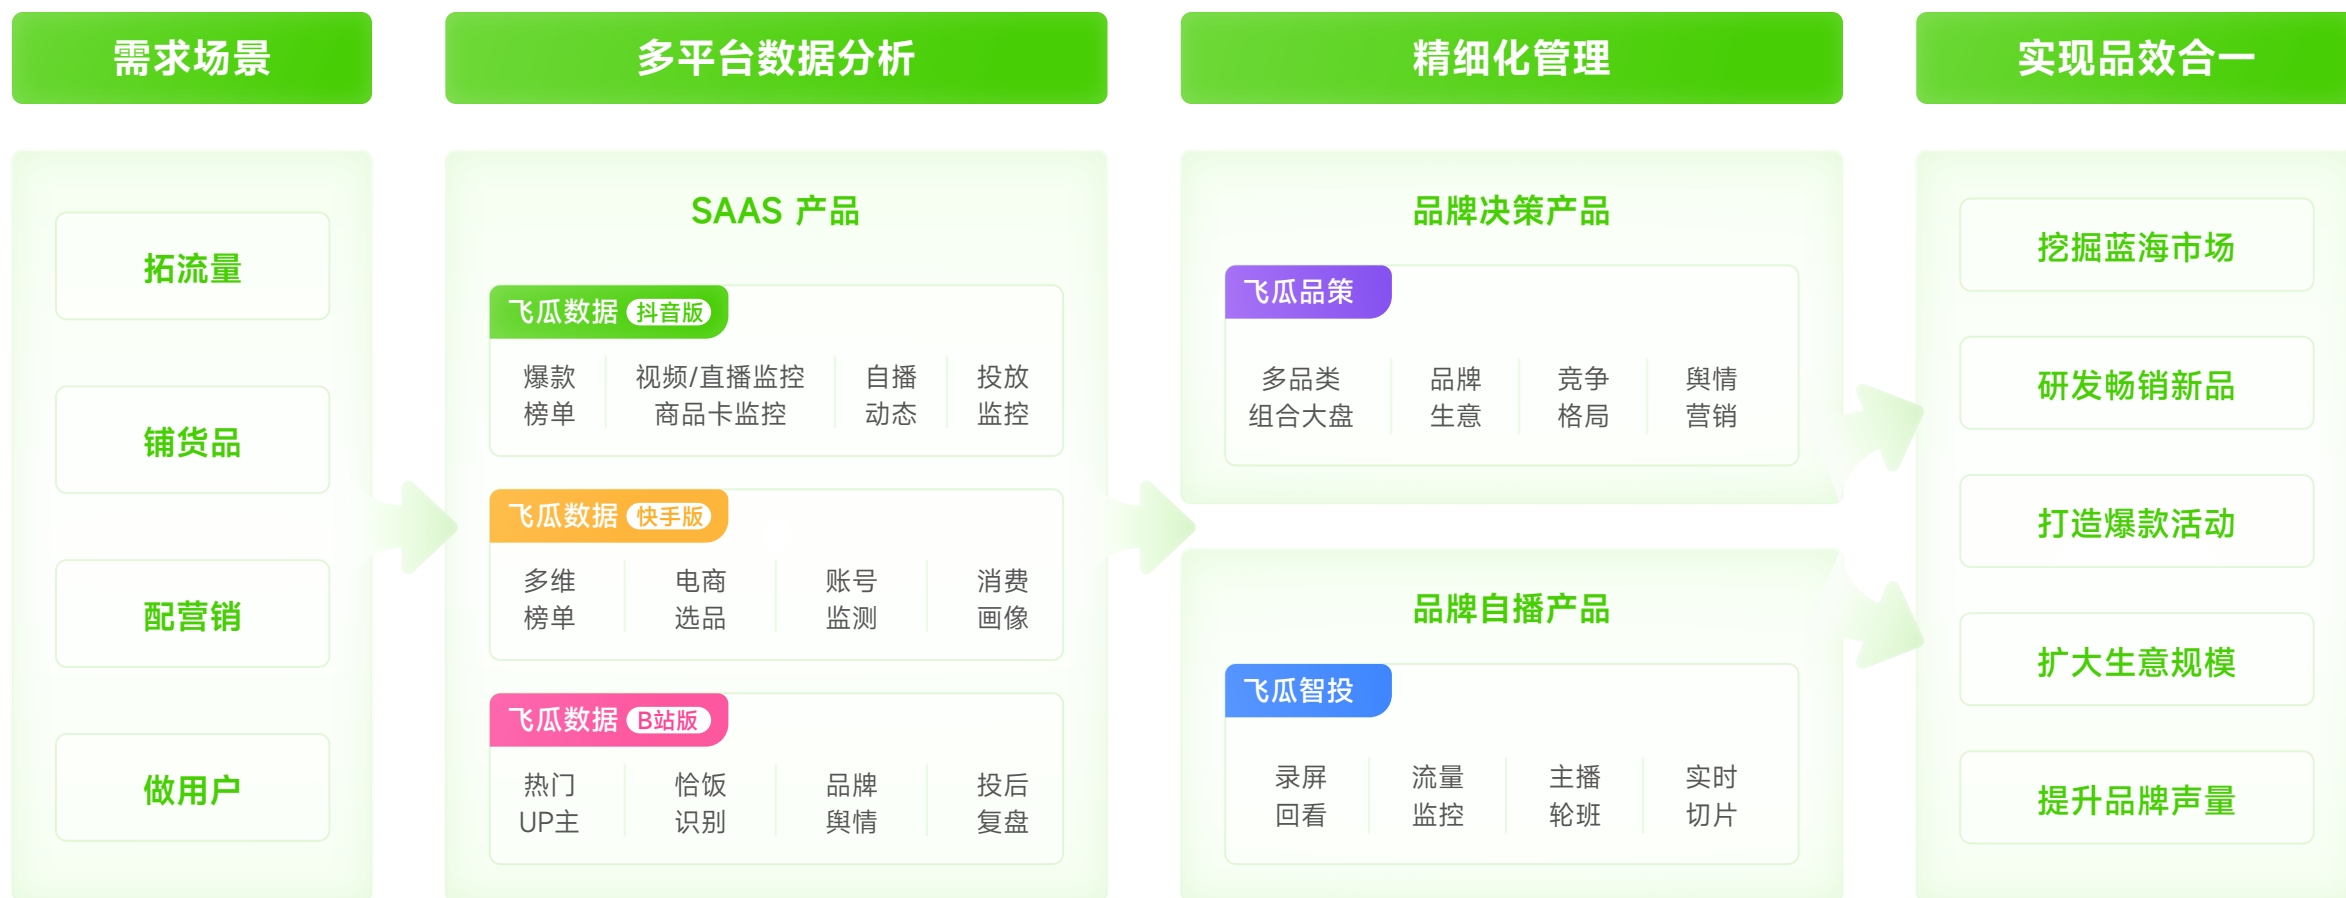 需求场景
拓流量
铺货品
配营销
做用户
多平台数据分析
SAAS 产品
飞瓜数据 抖音版
爆款 视频/直播监控 自播 投放
榜单 商品卡监控 动态 监控
飞瓜数据 快手版
多维 电商 账号 消费
榜单 选品 监测 画像
飞瓜数据 B站版
热门 恰饭 品牌 投后
UP主 识别 舆情 复盘
精细化管理
品牌决策产品
飞瓜品策
多品类 品牌 竞争 舆情
组合大盘 生意 格局 营销
品牌自播产品
飞瓜智投
录屏 流量 主播 实时
回看 监控 轮班 切片
实现品效合一
挖掘蓝海市场
研发畅销新品
打造爆款活动
扩大生意规模
提升品牌声量